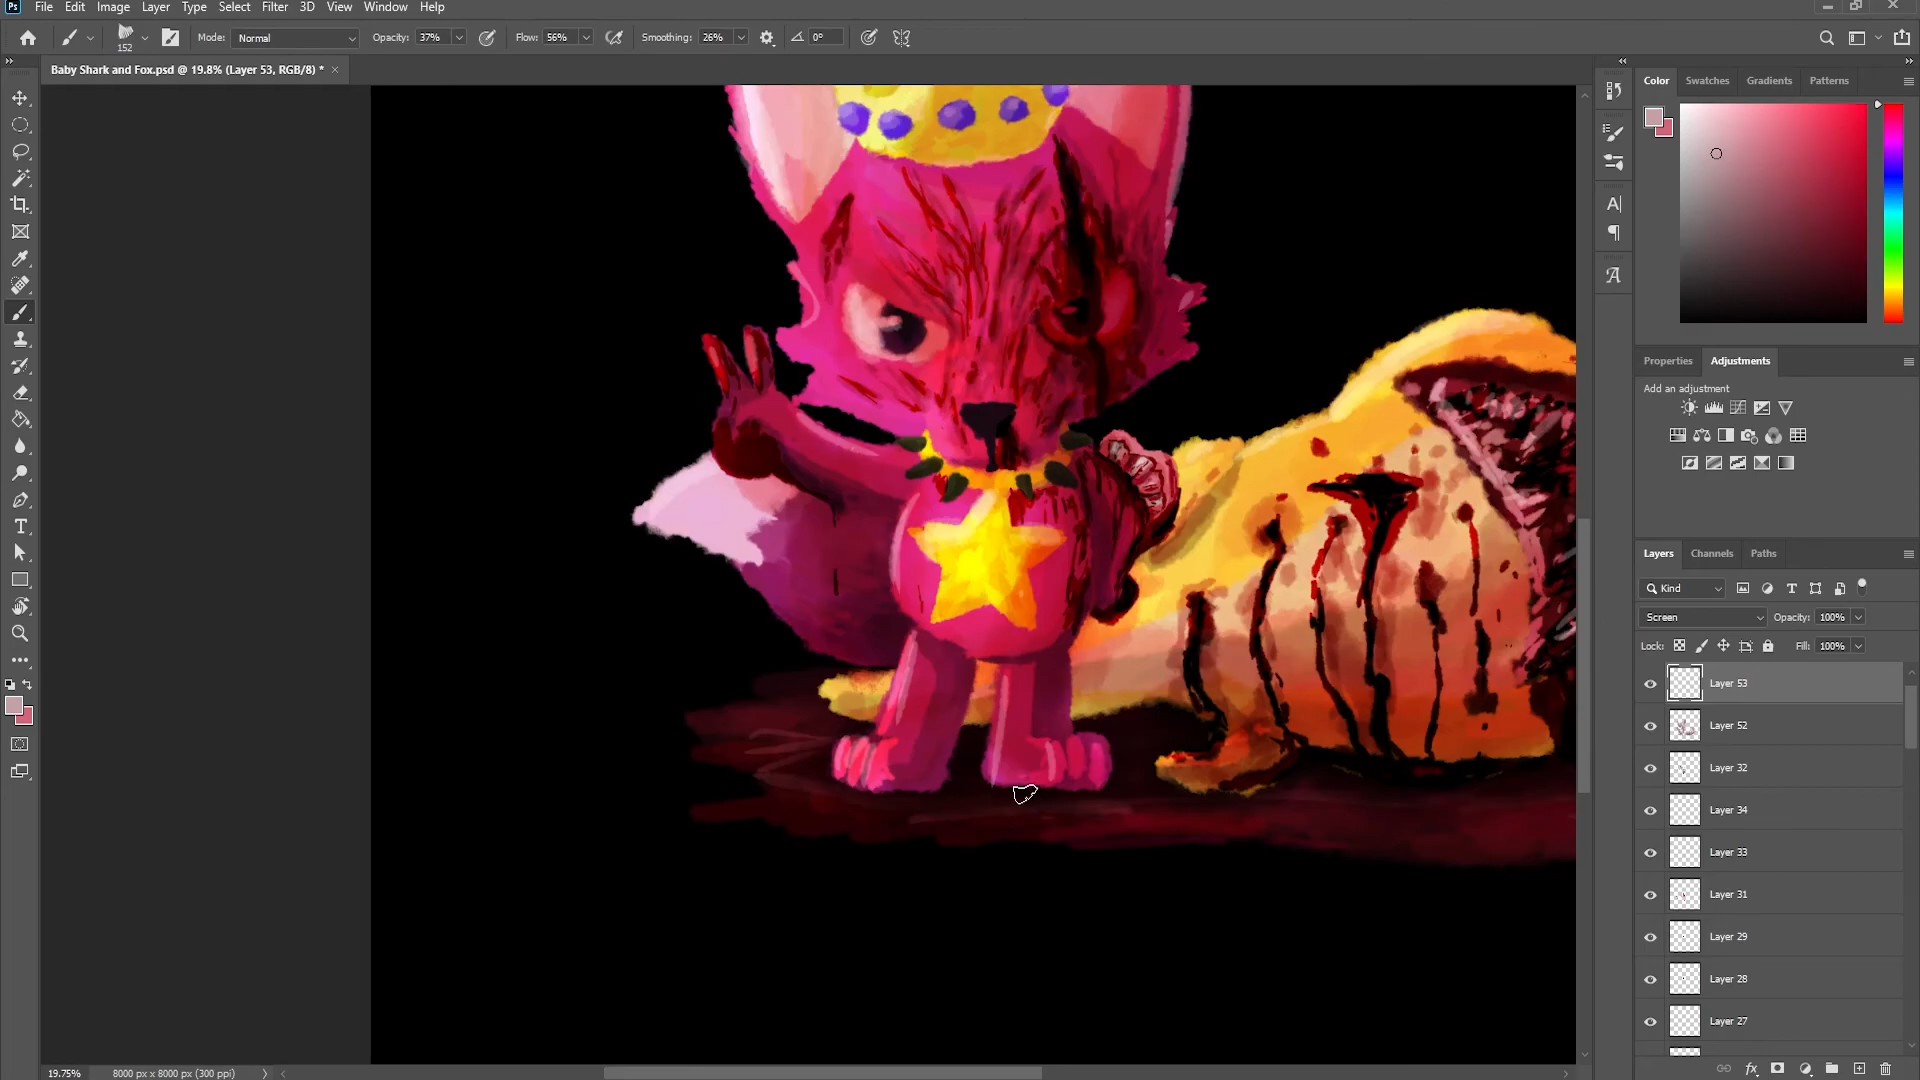 Ps File Edit Image Layer Type Select Filter 3D View Window Help
152 Mode: Normal Opacity: 37% Flow: 56% Smoothing: 26% 0°
Baby Shark and Fox.psd @ 19.8% (Layer 53, RGB/8) * ×
Color Swatches Gradients Patterns
Properties Adjustments
Add an adjustment
Layers Channels Paths
Kind
Screen Opacity: 100%
Lock: Fill: 100%
Layer 53
Layer 52
Layer 32
Layer 34
Layer 33
Layer 31
Layer 29
Layer 28
Layer 27
19.75% 8000 px x 8000 px (300 ppi)